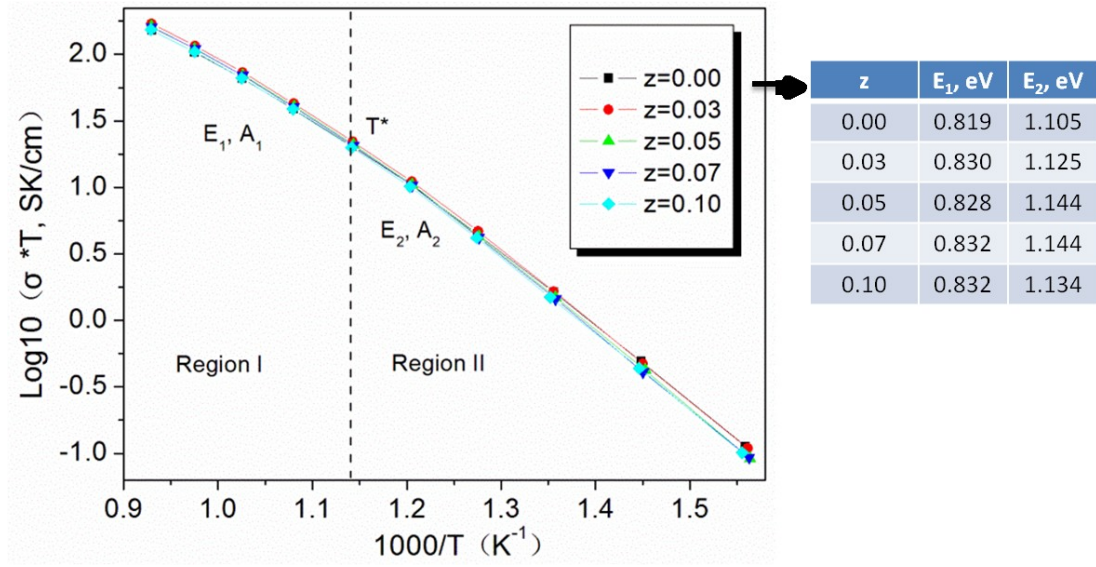 Log10（σ *T, SK/cm）
2.0
1.5
1.0
0.5
0.0
-0.5
-1.0
0.9 1.0 1.1 1.2 1.3 1.4 1.5
1000/T（K⁻¹）
E₁, A₁
T*
E₂, A₂
Region I
Region II
z=0.00
z=0.03
z=0.05
z=0.07
z=0.10
z E₁, eV E₂, eV
0.00 0.819 1.105
0.03 0.830 1.125
0.05 0.828 1.144
0.07 0.832 1.144
0.10 0.832 1.134